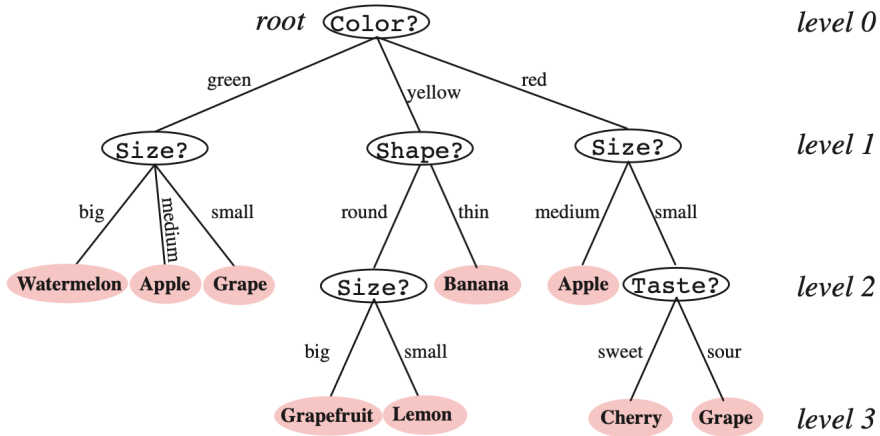 root Color? level 0
green yellow red
Size? Shape? Size? level 1
big medium small round thin medium small
Watermelon Apple Grape Size? Banana Apple Taste? level 2
big small sweet sour
Grapefruit Lemon Cherry Grape level 3